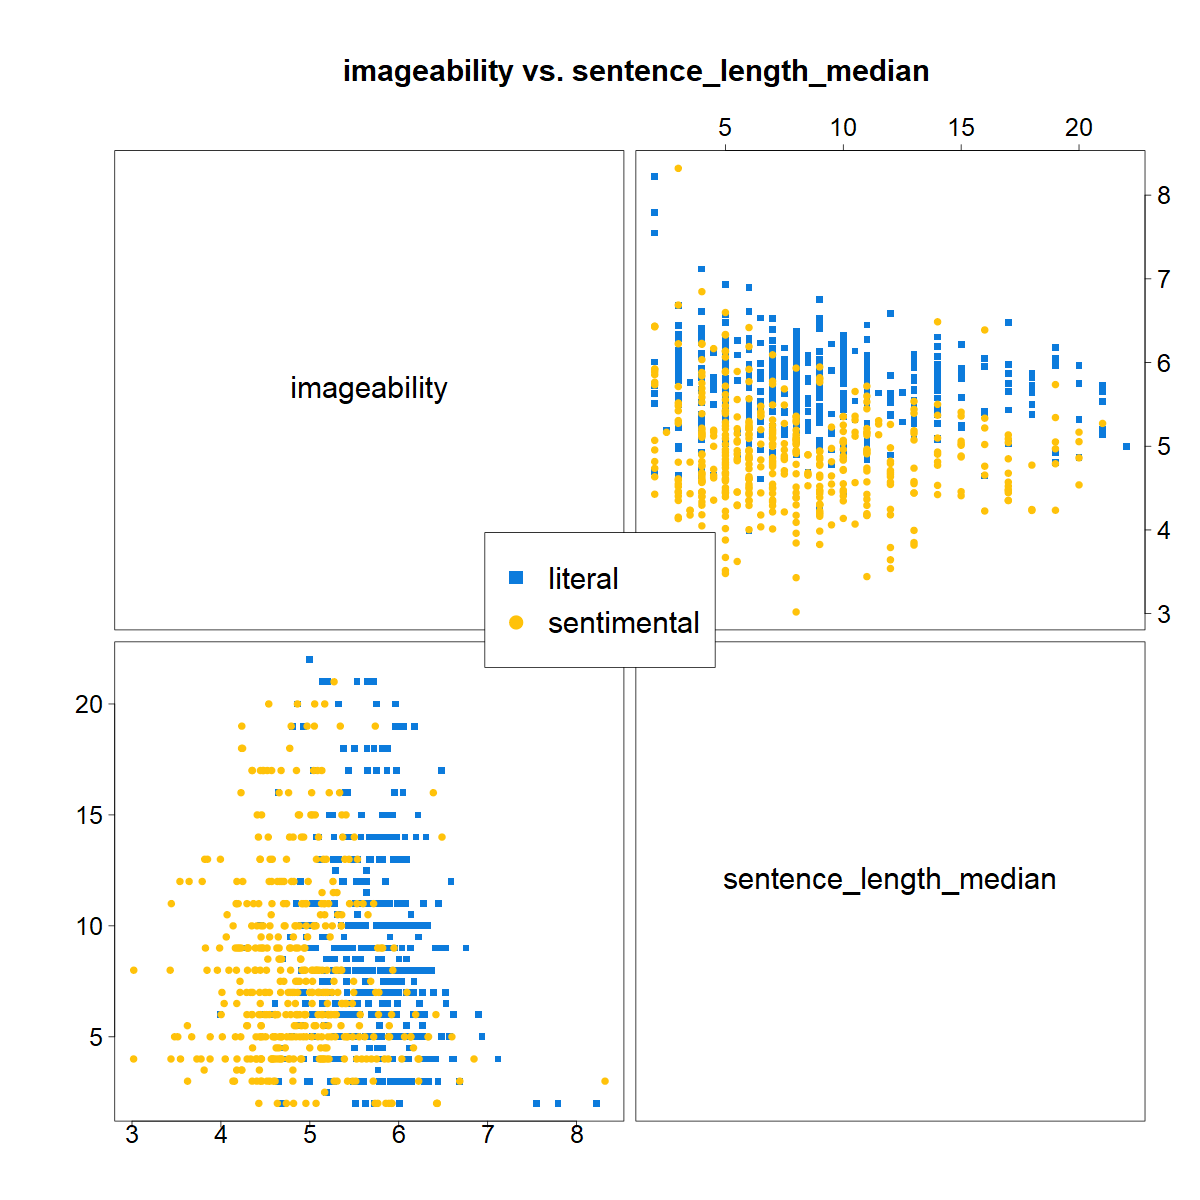 imageability vs. sentence_length_median
5 10 15 20
8
7
6
5
4
3
imageability
literal
sentimental
20
15
10
5
sentence_length_median
3 4 5 6 7 8